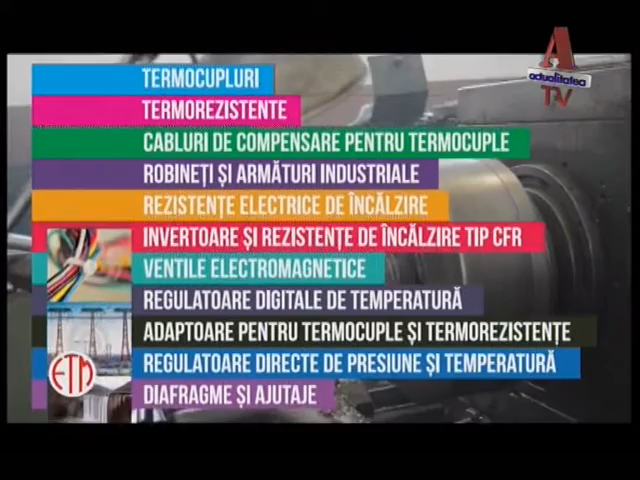 A
actualitatea
TV
TERMOCUPLURI
TERMOREZISTENTE
CABLURI DE COMPENSARE PENTRU TERMOCUPLE
ROBINEȚI ȘI ARMĂTURI INDUSTRIALE
REZISTENȚE ELECTRICE DE ÎNCĂLZIRE
INVERTOARE ȘI REZISTENȚE DE ÎNCĂLZIRE TIP CFR
VENTILE ELECTROMAGNETICE
REGULATOARE DIGITALE DE TEMPERATURĂ
ADAPTOARE PENTRU TERMOCUPLE ȘI TERMOREZISTENȚE
REGULATOARE DIRECTE DE PRESIUNE ȘI TEMPERATURĂ
ETM
DIAFRAGME ȘI AJUTAJE